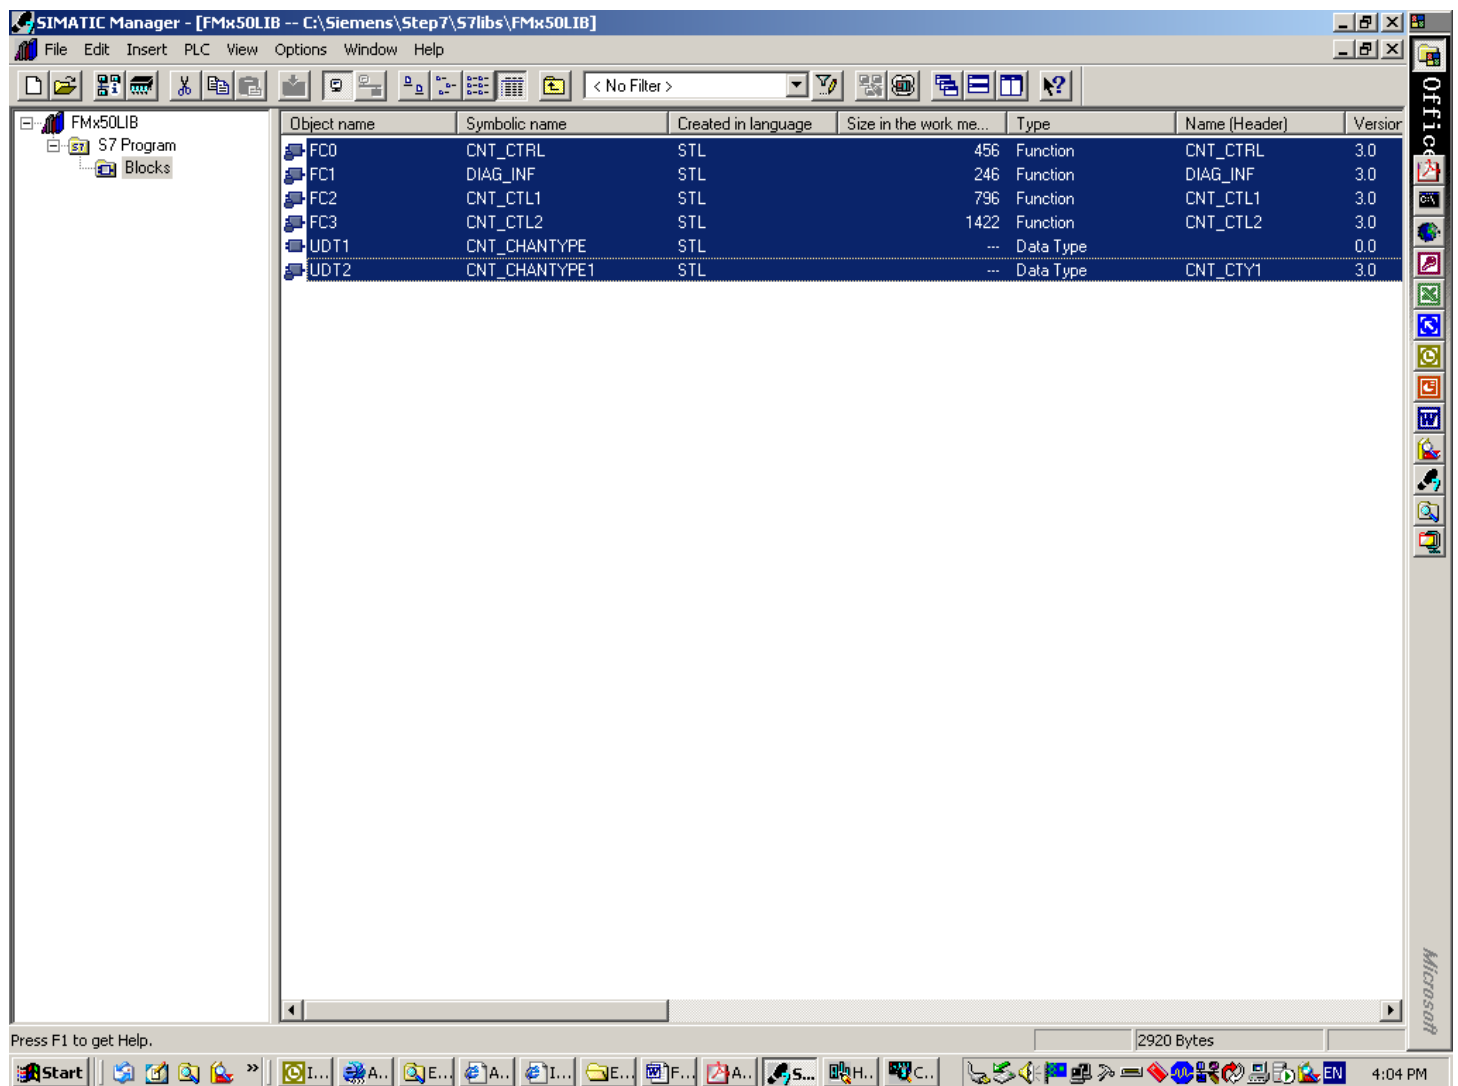 SIMATIC Manager - [FMx50LIB -- C:\Siemens\Step7\S7libs\FMx50LIB]
File Edit Insert PLC View Options Window Help
< No Filter >
FMx50LIB
S7 Program
Blocks
Object name Symbolic name Created in language Size in the work me... Type Name (Header) Version
FC0 CNT_CTRL STL 456 Function CNT_CTRL 3.0
FC1 DIAG_INF STL 246 Function DIAG_INF 3.0
FC2 CNT_CTL1 STL 796 Function CNT_CTL1 3.0
FC3 CNT_CTL2 STL 1422 Function CNT_CTL2 3.0
UDT1 CNT_CHANTYPE STL --- Data Type 0.0
UDT2 CNT_CHANTYPE1 STL --- Data Type CNT_CTY1 3.0
Office
Microsoft
Press F1 to get Help.
2920 Bytes
Start » I... A.. E... A.. I... E... F... A.. S... H.. C.. EN 4:04 PM